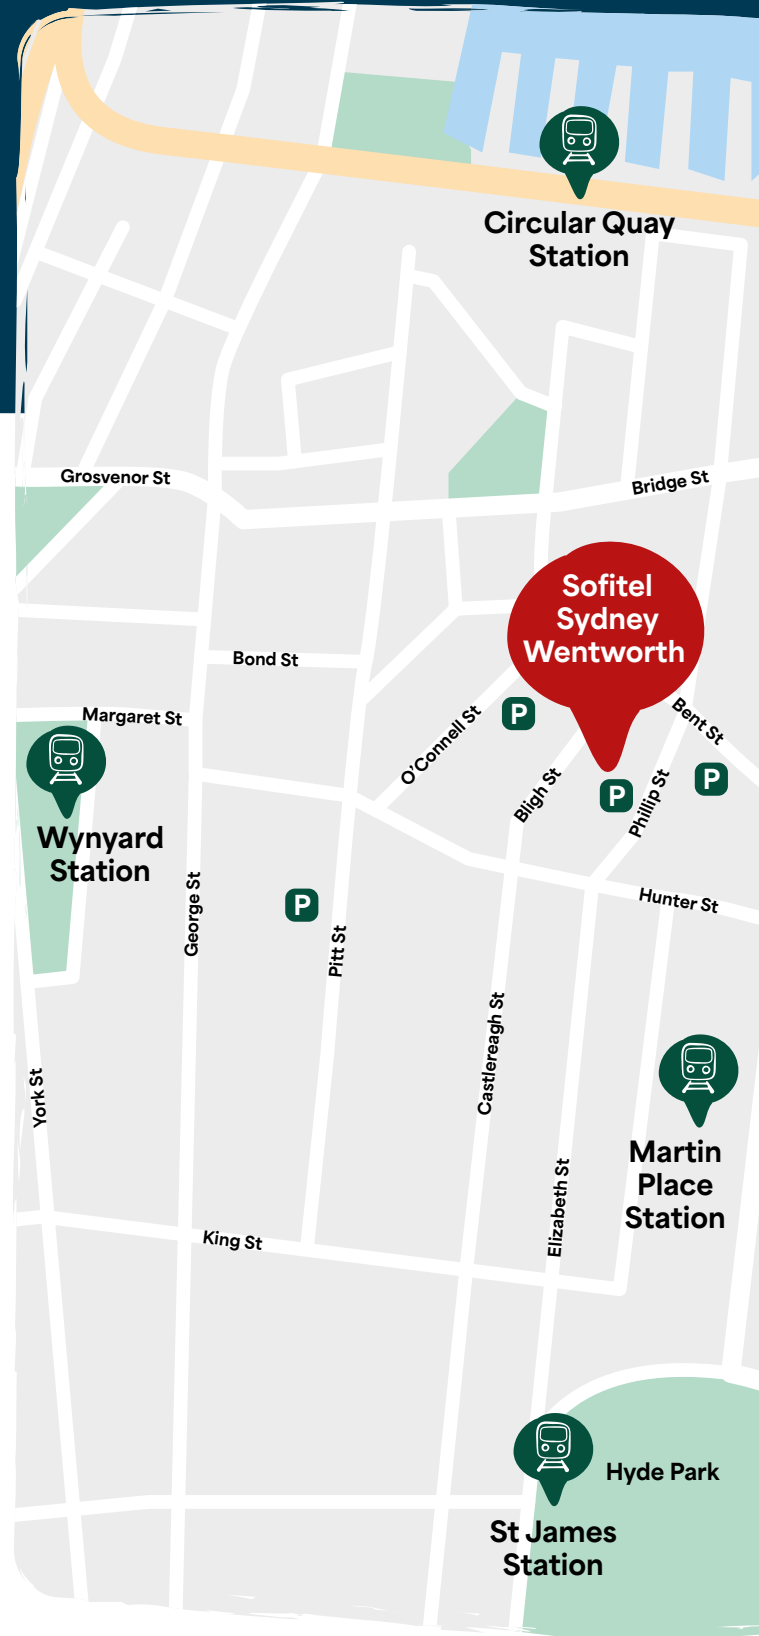 Circular Quay
Station
Grosvenor St
Bridge St
Sofitel
Sydney
Wentworth
Bond St
Margaret St
Bent St
P
O'Connell St
P
Bligh St
P
Phillip St
Wynyard
Station
George St
P
Pitt St
Hunter St
Castlereagh St
York St
Martin
Place
Station
Elizabeth St
King St
Hyde Park
St James
Station